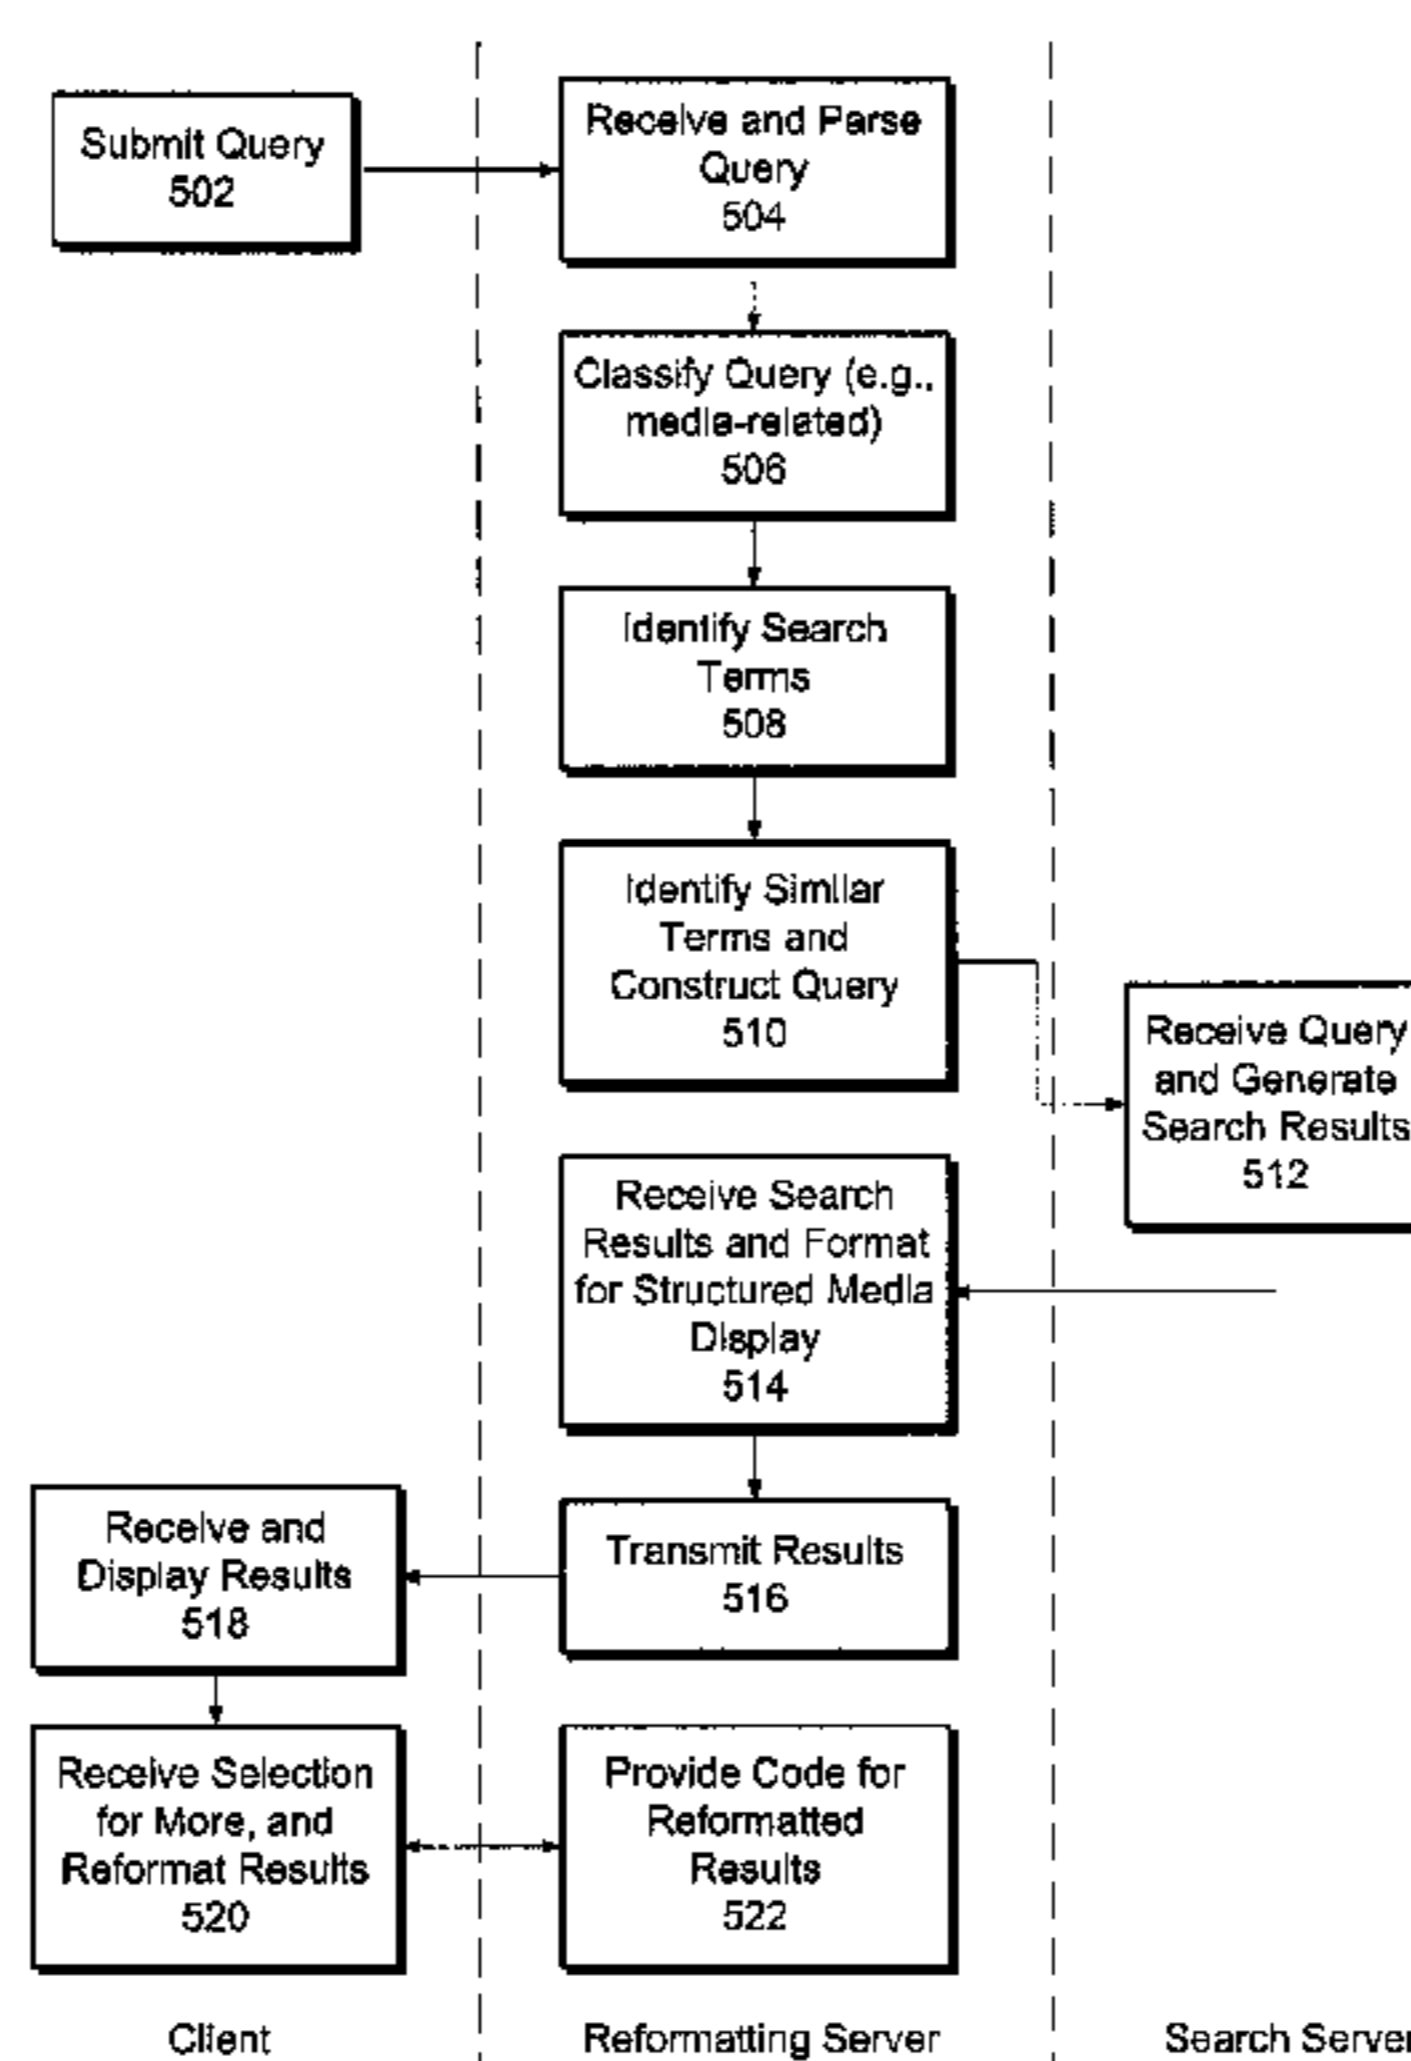 Submit Query
502
Receive and Parse
Query
504
Classify Query (e.g.,
media-related)
506
Identify Search
Terms
508
Identify Similar
Terms and
Construct Query
510
Receive Query
and Generate
Search Results
512
Receive Search
Results and Format
for Structured Media
Display
514
Transmit Results
516
Receive and
Display Results
518
Receive Selection
for More, and
Reformat Results
520
Provide Code for
Reformatted
Results
522
Client
Reformatting Server
Search Server